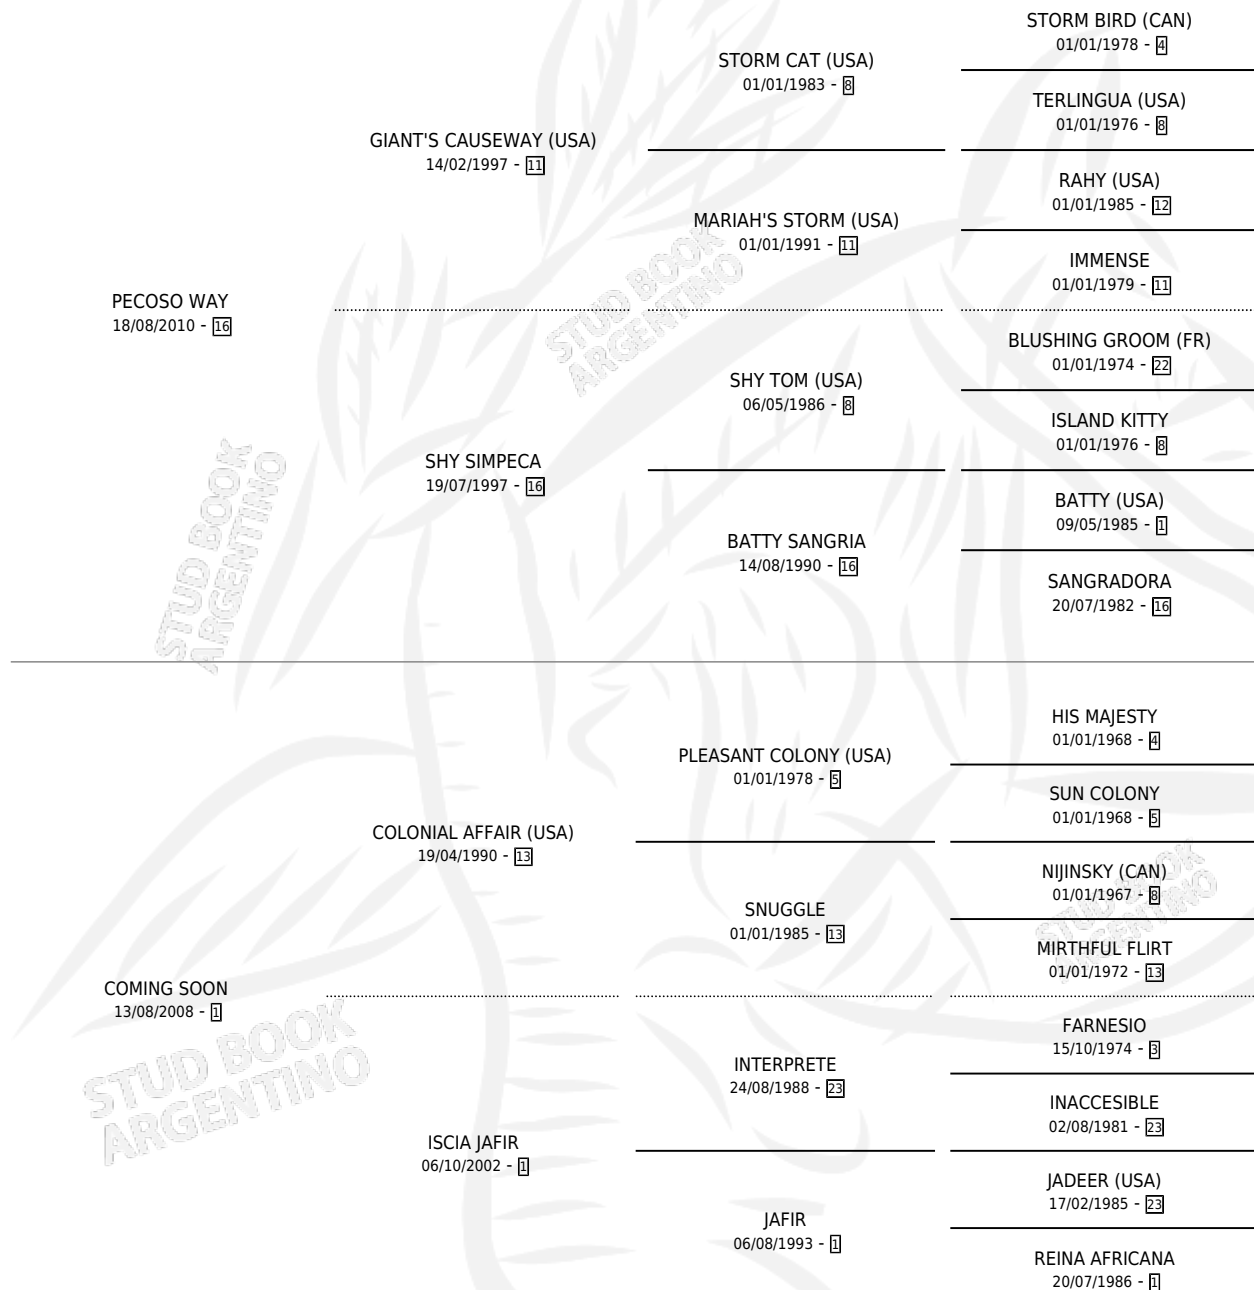 STORM BIRD (CAN)
01/01/1978 - 4
STORM CAT (USA)
01/01/1983 - 8
TERLINGUA (USA)
01/01/1976 - 8
GIANT'S CAUSEWAY (USA)
14/02/1997 - 11
RAHY (USA)
01/01/1985 - 12
MARIAH'S STORM (USA)
01/01/1991 - 11
IMMENSE
01/01/1979 - 11
PECOSO WAY
18/08/2010 - 16
BLUSHING GROOM (FR)
01/01/1974 - 22
SHY TOM (USA)
06/05/1986 - 8
ISLAND KITTY
01/01/1976 - 8
SHY SIMPECA
19/07/1997 - 16
BATTY (USA)
09/05/1985 - 1
BATTY SANGRIA
14/08/1990 - 16
SANGRADORA
20/07/1982 - 16
HIS MAJESTY
01/01/1968 - 4
PLEASANT COLONY (USA)
01/01/1978 - 5
SUN COLONY
01/01/1968 - 5
COLONIAL AFFAIR (USA)
19/04/1990 - 13
NIJINSKY (CAN)
01/01/1967 - 8
SNUGGLE
01/01/1985 - 13
MIRTHFUL FLIRT
01/01/1972 - 13
COMING SOON
13/08/2008 - 1
FARNESIO
15/10/1974 - 3
INTERPRETE
24/08/1988 - 23
INACCESIBLE
02/08/1981 - 23
ISCIA JAFIR
06/10/2002 - 1
JADEER (USA)
17/02/1985 - 23
JAFIR
06/08/1993 - 1
REINA AFRICANA
20/07/1986 - 1
STUD BOOK
ARGENTINO
STUD BOOK
ARGENTINO
STUD BOOK
ARGENTINO
STUD BOOK
ARGENTINO